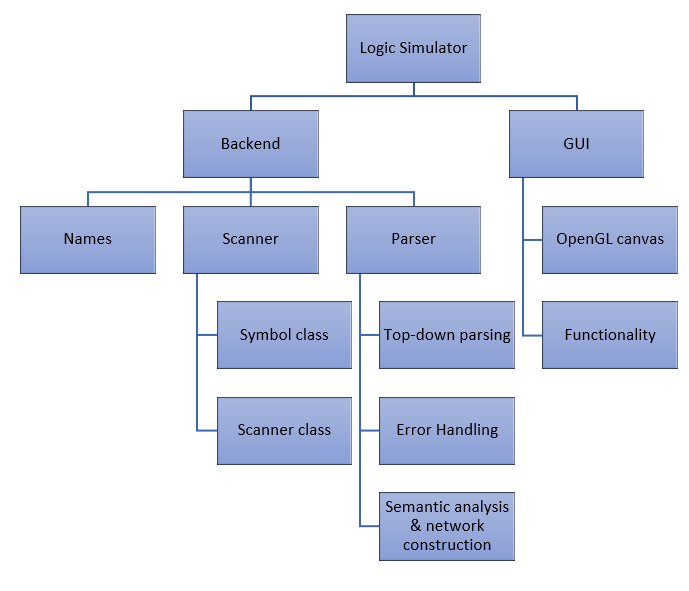 Logic Simulator
Backend
GUI
Names
Scanner
Parser
OpenGL canvas
Symbol class
Top-down parsing
Functionality
Scanner class
Error Handling
Semantic analysis
& network
construction